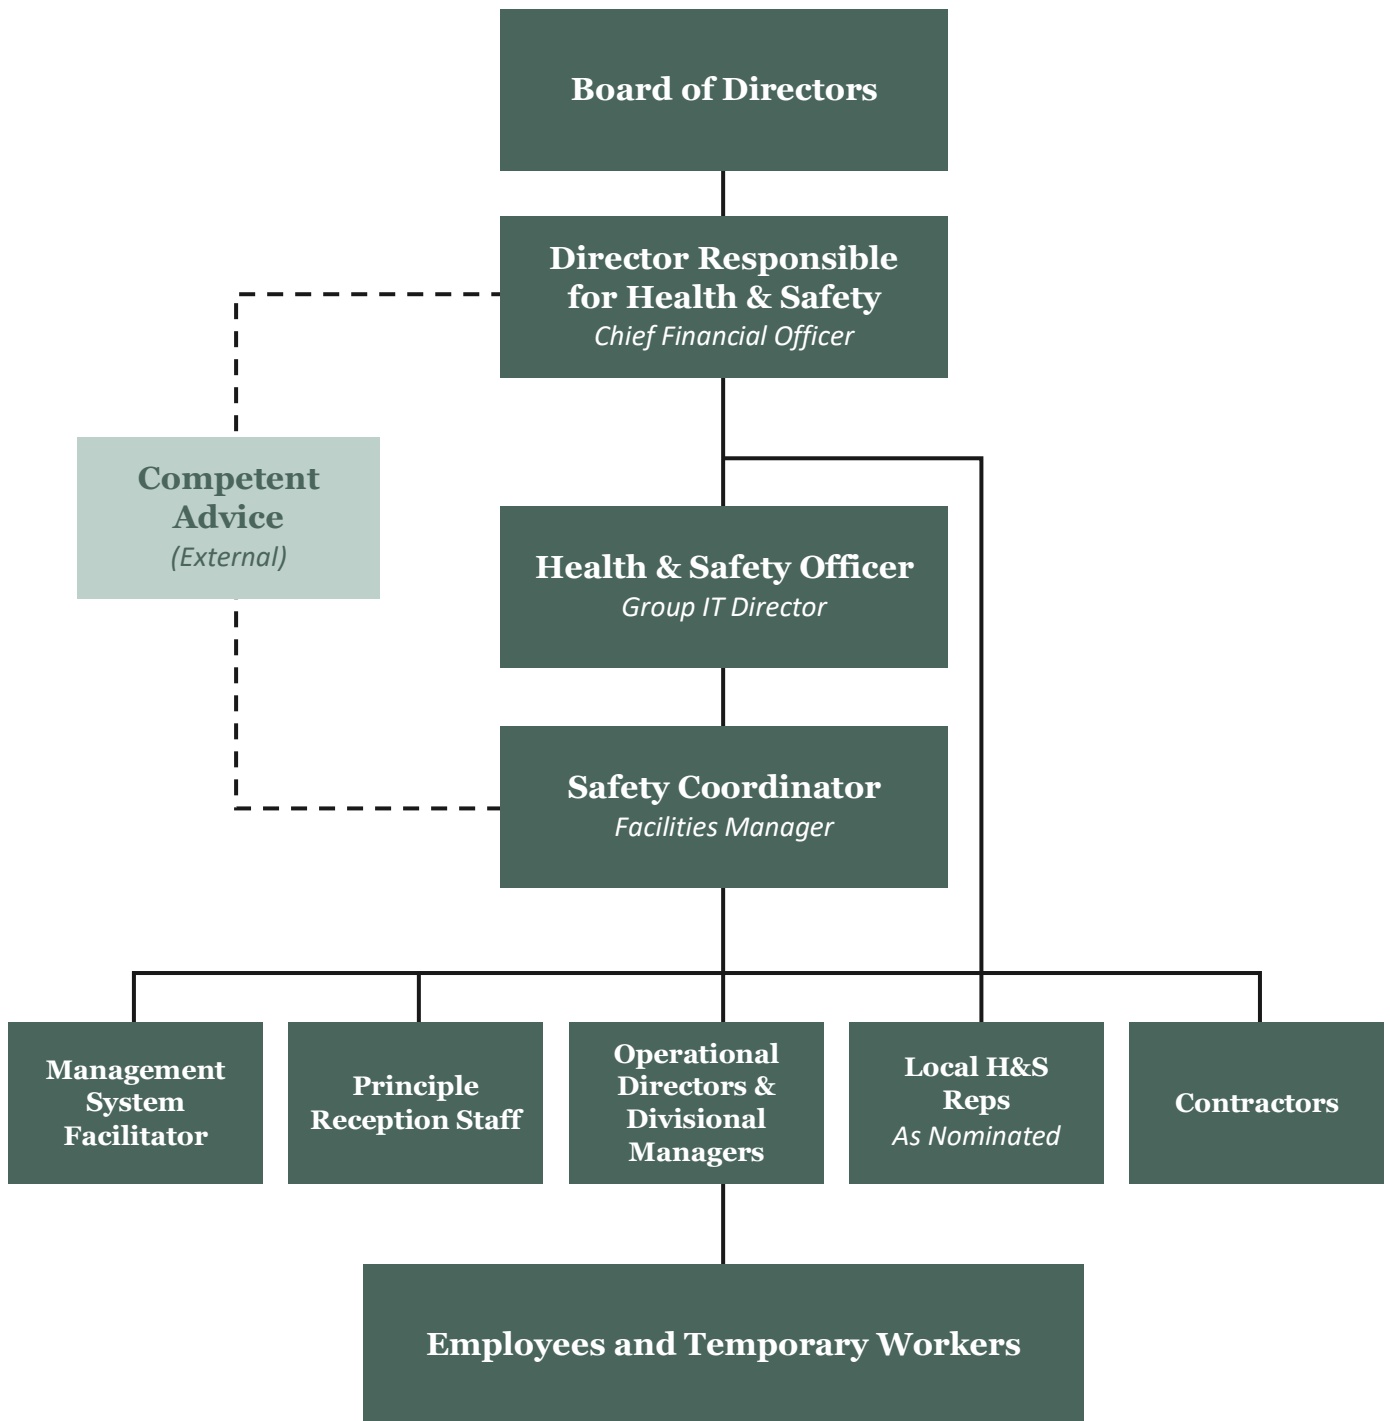 Board of Directors
Director Responsible
for Health & Safety
Chief Financial Officer
Competent
Advice
(External)
Health & Safety Officer
Group IT Director
Safety Coordinator
Facilities Manager
Management
System
Facilitator
Principle
Reception Staff
Operational
Directors &
Divisional
Managers
Local H&S
Reps
As Nominated
Contractors
Employees and Temporary Workers